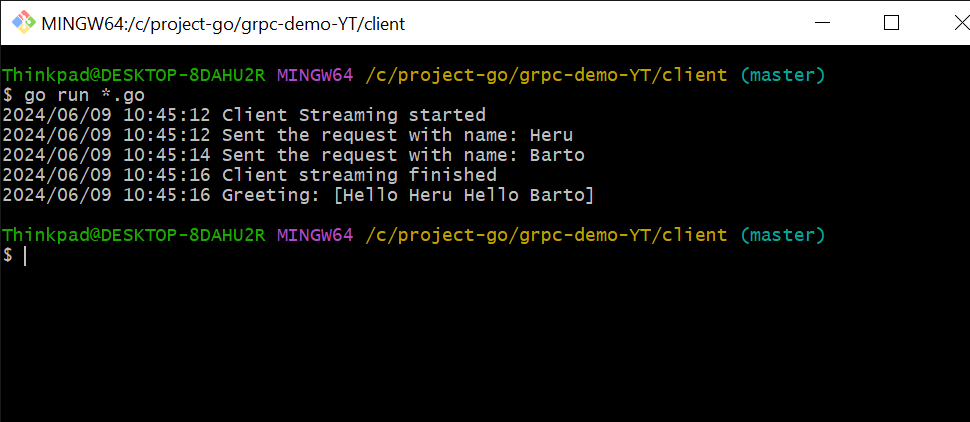 MINGW64:/c/project-go/grpc-demo-YT/client
Thinkpad@DESKTOP-8DAHU2R MINGW64 /c/project-go/grpc-demo-YT/client (master)
$ go run *.go
2024/06/09 10:45:12 Client Streaming started
2024/06/09 10:45:12 Sent the request with name: Heru
2024/06/09 10:45:14 Sent the request with name: Barto
2024/06/09 10:45:16 Client streaming finished
2024/06/09 10:45:16 Greeting: [Hello Heru Hello Barto]
Thinkpad@DESKTOP-8DAHU2R MINGW64 /c/project-go/grpc-demo-YT/client (master)
$